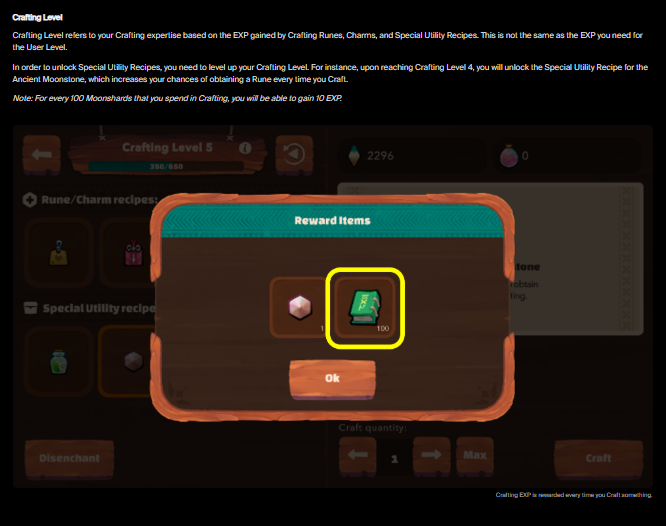 Crafting Level
Crafting Level refers to your Crafting expertise based on the EXP gained by Crafting Runes, Charms, and Special Utility Recipes. This is not the same as the EXP you need for
the User Level.
In order to unlock Special Utility Recipes, you need to level up your Crafting Level. For instance, upon reaching Crafting Level 4, you will unlock the Special Utility Recipe for the
Ancient Moonstone, which increases your chances of obtaining a Rune every time you Craft.
Note: For every 100 Moonshards that you spend in Crafting, you will be able to gain 10 EXP.
Crafting Level 5
350/650
2296
0
Rune/Charm recipes:
Reward Items
obtain
ting.
Special Utility recipe
1
100
Ok
Craft quantity:
Disenchant
1
Max
Craft
Crafting EXP is rewarded every time you Craft something.